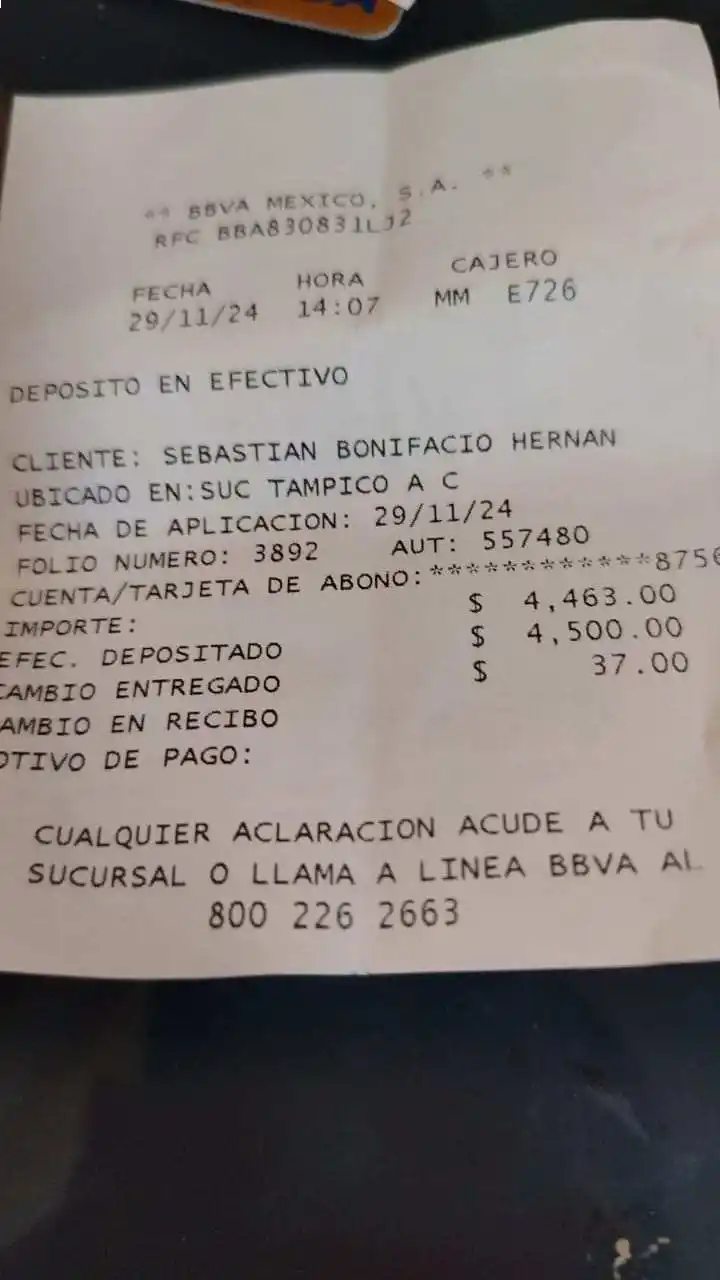 ** BBVA MEXICO, S.A. **
RFC BBA830831LJ2
FECHA HORA CAJERO
29/11/24 14:07 MM E726
DEPOSITO EN EFECTIVO
CLIENTE: SEBASTIAN BONIFACIO HERNAN
UBICADO EN:SUC TAMPICO A C
FECHA DE APLICACION: 29/11/24
FOLIO NUMERO: 3892 AUT: 557480
CUENTA/TARJETA DE ABONO:************8756
IMPORTE: $ 4,463.00
EFEC. DEPOSITADO $ 4,500.00
CAMBIO ENTREGADO $ 37.00
AMBIO EN RECIBO
OTIVO DE PAGO:
CUALQUIER ACLARACION ACUDE A TU
SUCURSAL O LLAMA A LINEA BBVA AL
800 226 2663